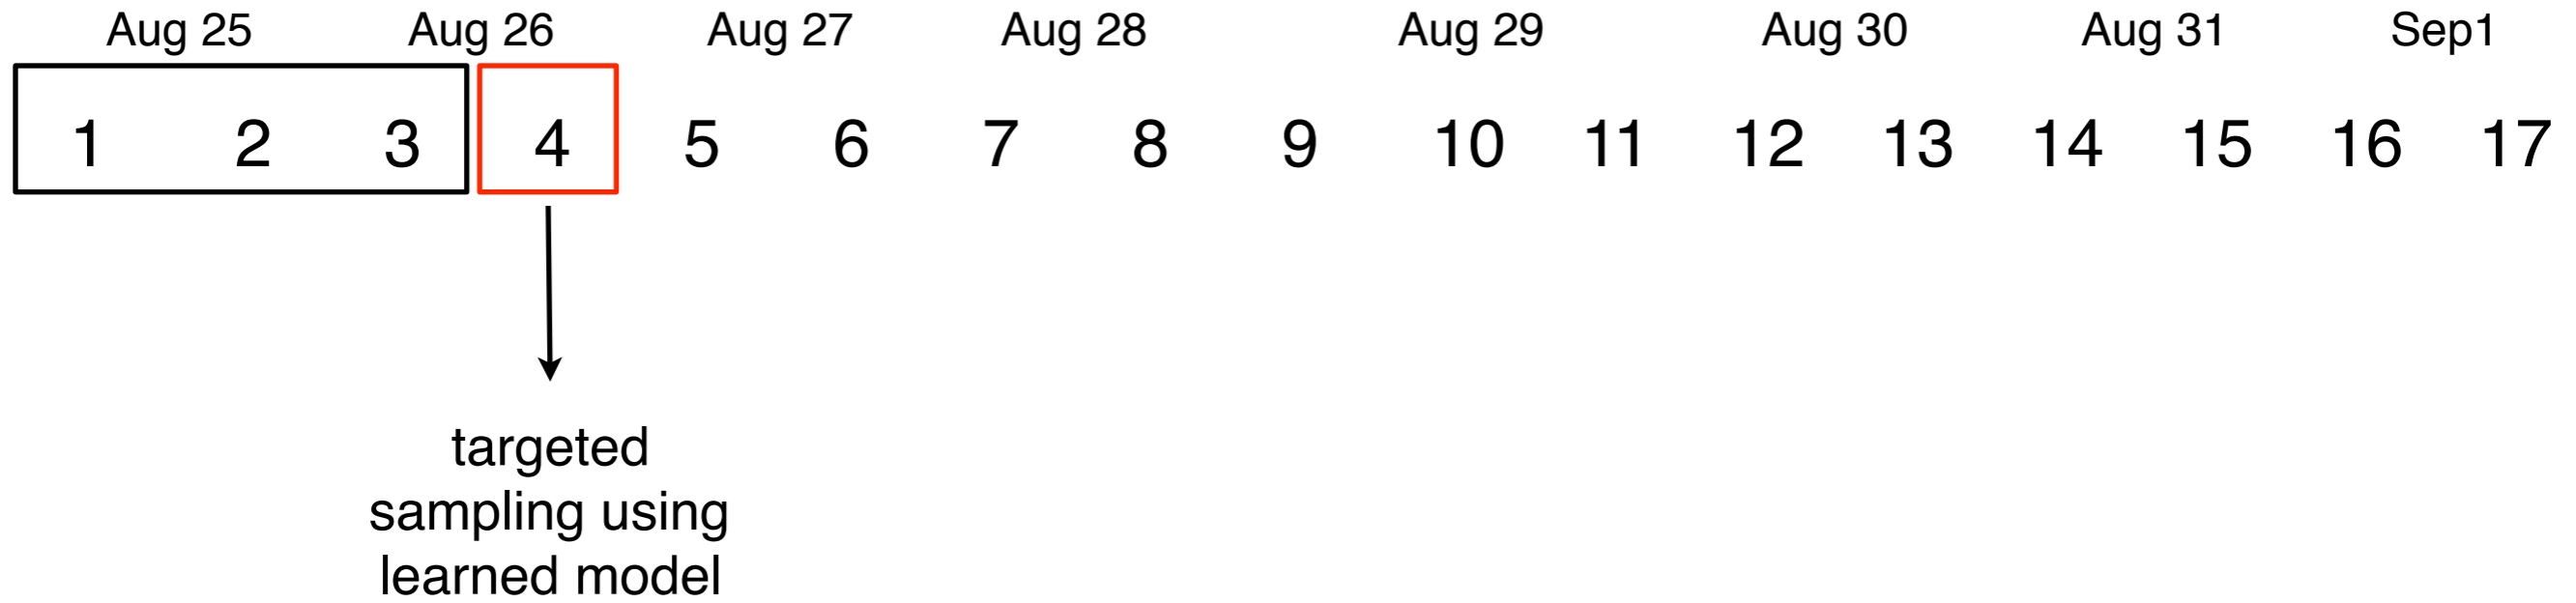 Aug 25 Aug 26 Aug 27 Aug 28 Aug 29 Aug 30 Aug 31 Sep1
1 2 3 4 5 6 7 8 9 10 11 12 13 14 15 16 17
targeted
sampling using
learned model